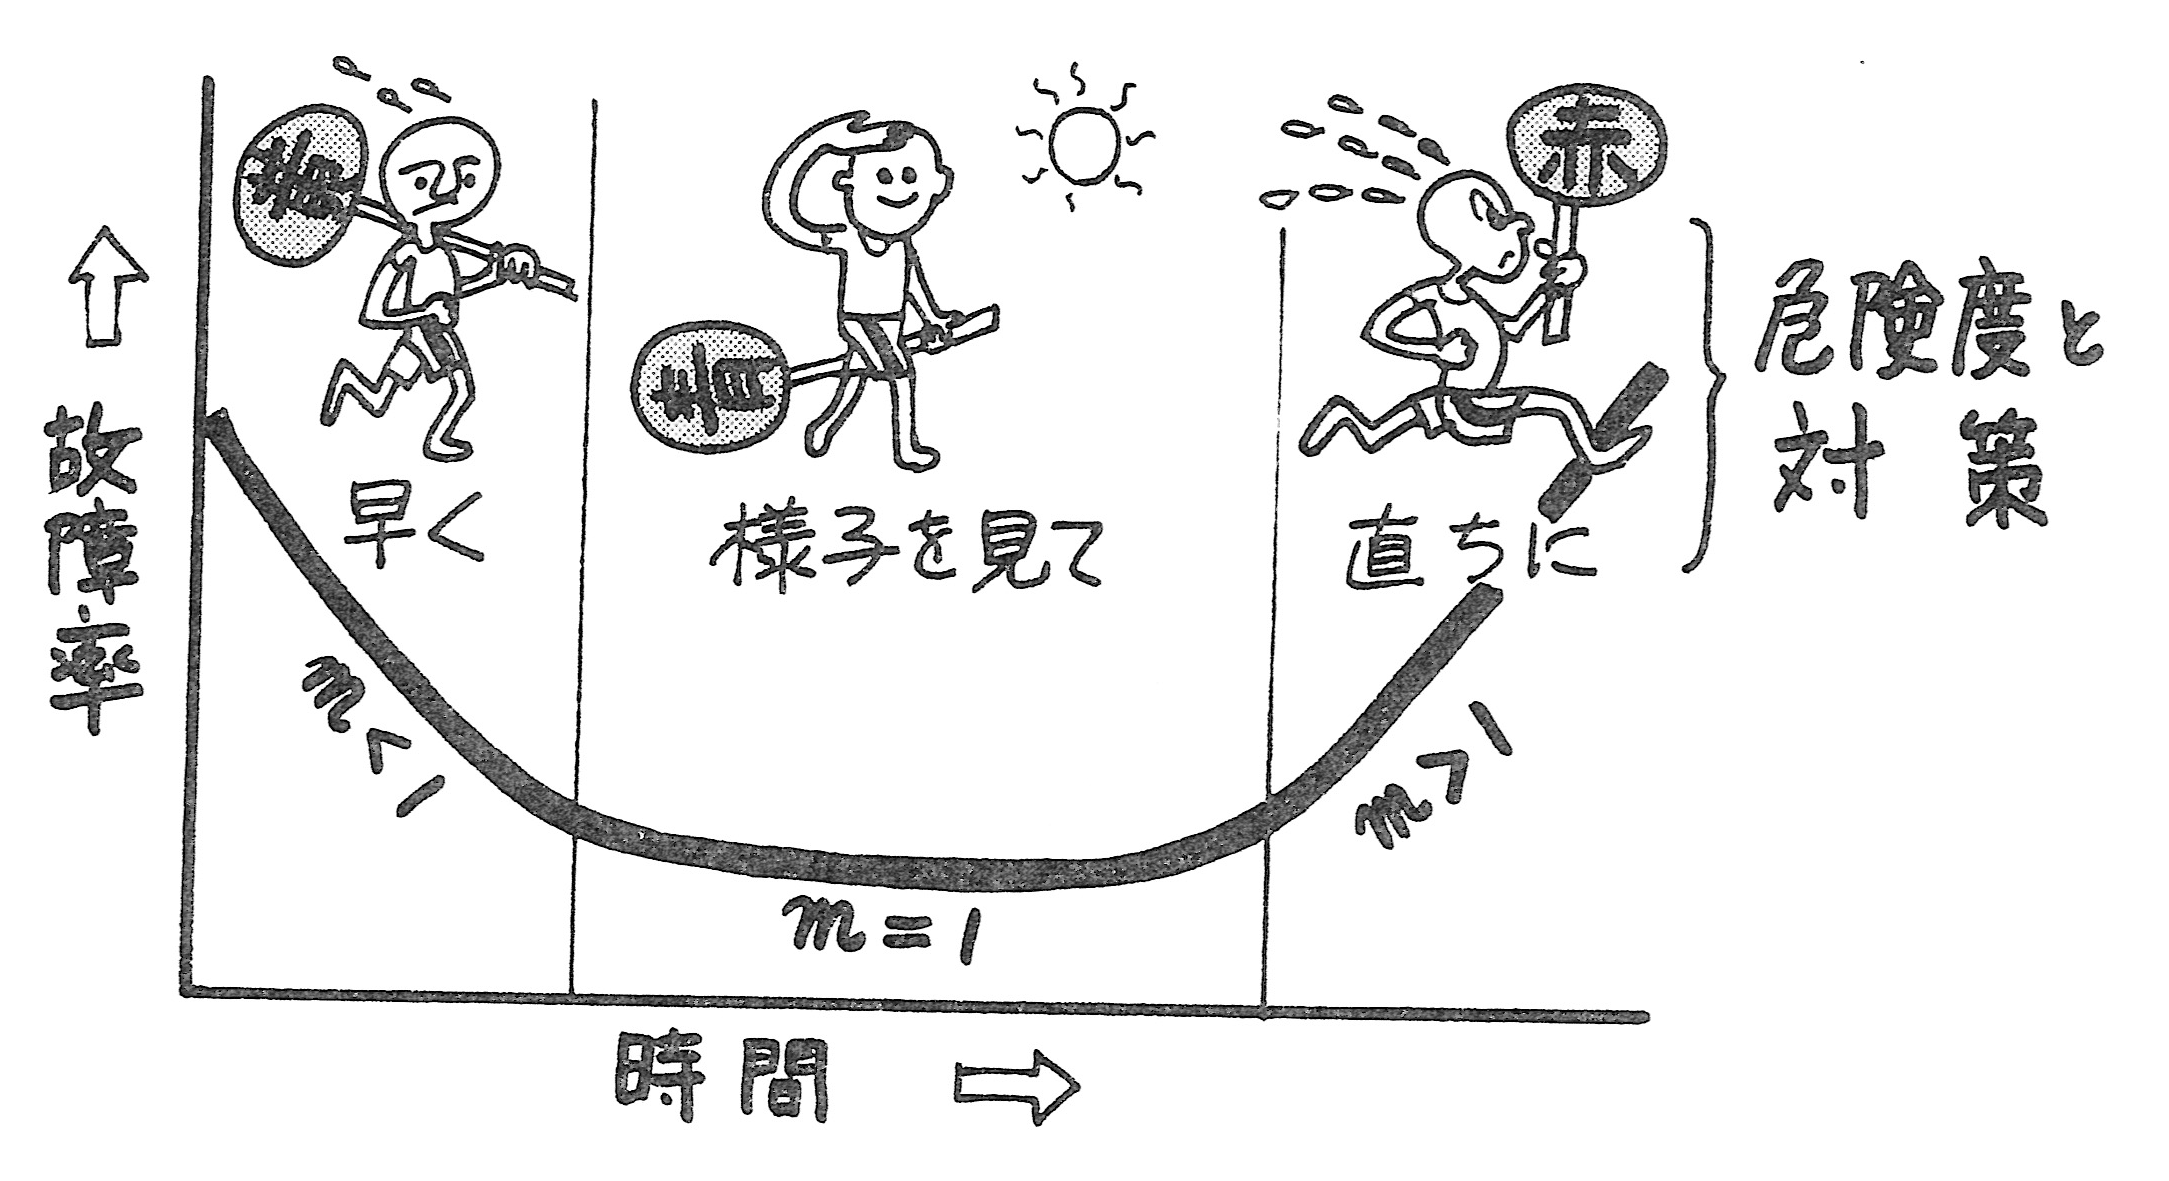 黄
青
赤
早く
様子を見て
直ちに
危険度と
対策
故障率
m<1
m=1
m>1
時間